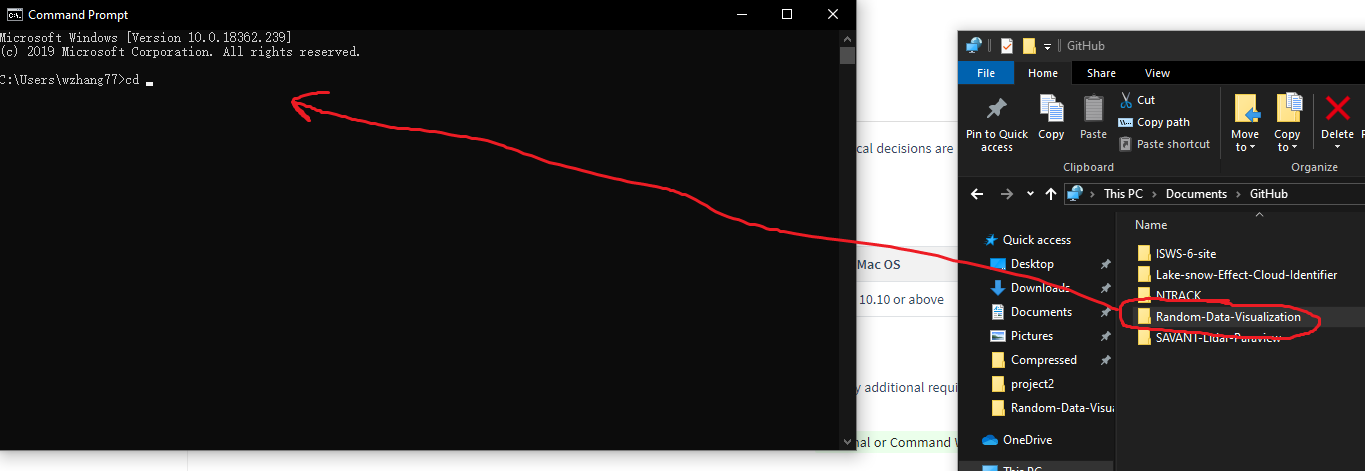 Command Prompt
Microsoft Windows [Version 10.0.18362.239]
(c) 2019 Microsoft Corporation. All rights reserved.
C:\Users\wzhang77>cd
cal decisions are
Mac OS
10.10 or above
y additional requi
nal or Command W
GitHub
File Home Share View
Pin to Quick access
Copy
Paste
Cut
Copy path
Paste shortcut
Clipboard
Move to
Copy to
Delete
Organize
This PC > Documents > GitHub
Quick access
Desktop
Downloads
Documents
Pictures
Compressed
project2
Random-Data-Visua
OneDrive
This PC
Name
ISWS-6-site
Lake-snow-Effect-Cloud-Identifier
NTRACK
Random-Data-Visualization
SAVANT-Lidar-Paraview